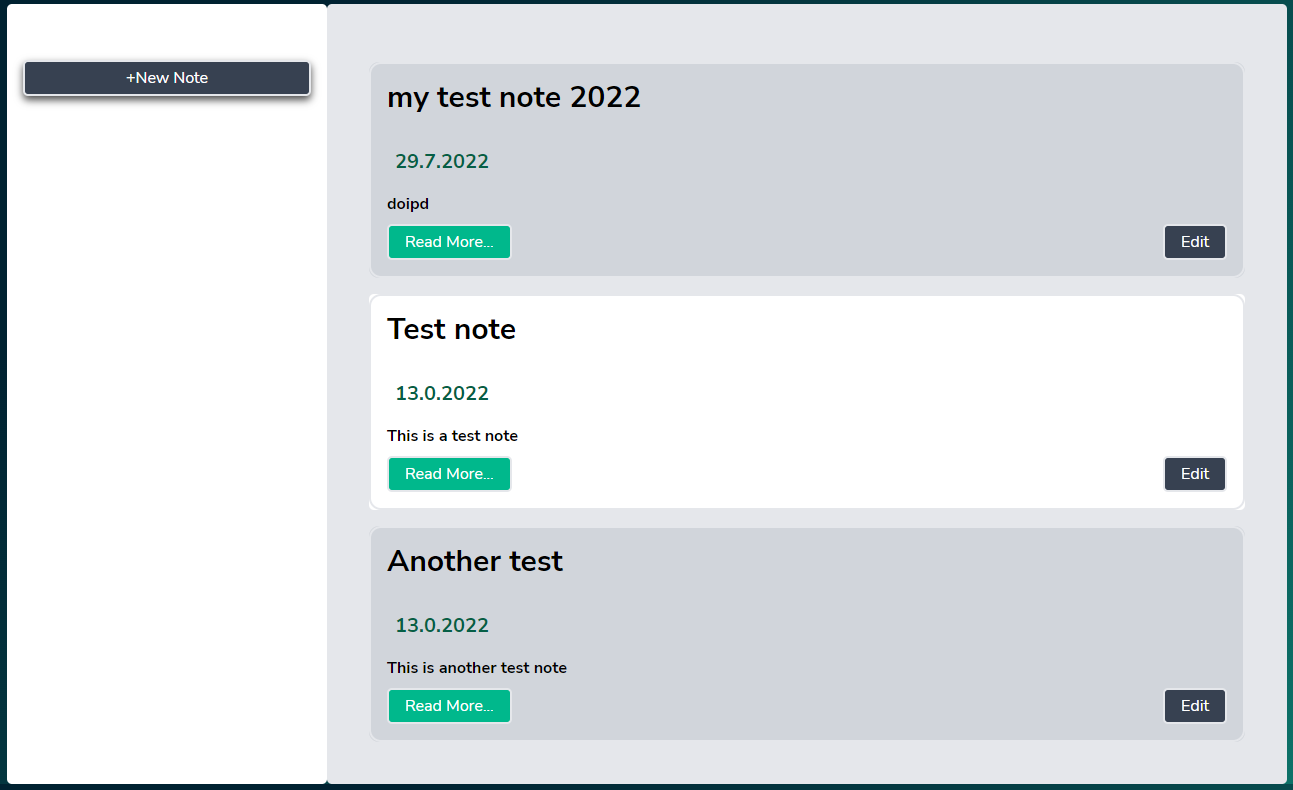 +New Note
my test note 2022
29.7.2022
doipd
Read More...
Edit
Test note
13.0.2022
This is a test note
Read More...
Edit
Another test
13.0.2022
This is another test note
Read More...
Edit